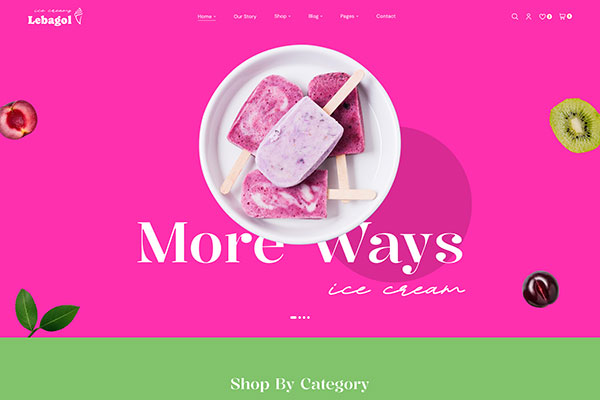 ice creamy
Lebagol
Home Our Story Shop Blog Pages Contact
0 0
More Ways
ice cream
Shop By Category